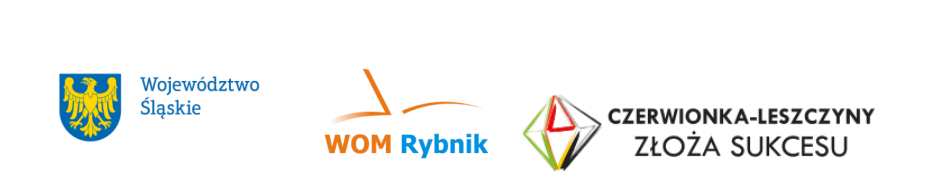 Województwo
Śląskie
WOM Rybnik
CZERWIONKA-LESZCZYNY
ZŁOŻA SUKCESU